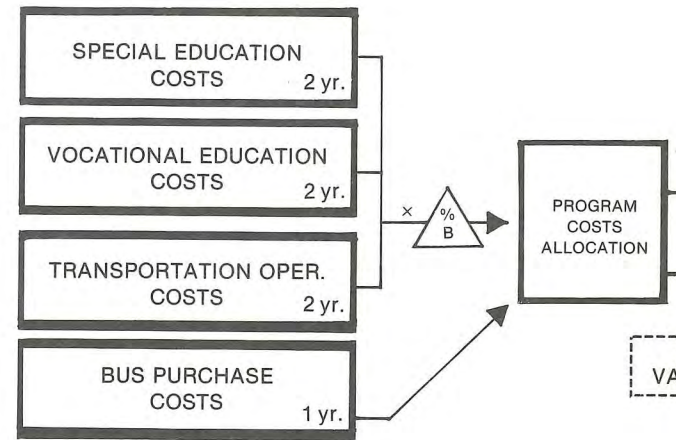 SPECIAL EDUCATION
COSTS
2 yr.
VOCATIONAL EDUCATION
COSTS
2 yr.
TRANSPORTATION OPER.
COSTS
2 yr.
BUS PURCHASE
COSTS
1 yr.
×
%
B
PROGRAM
COSTS
ALLOCATION
VA